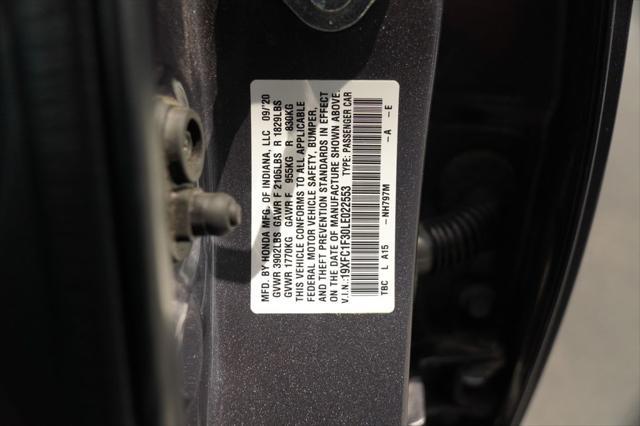 MFD. BY HONDA MFG. OF INDIANA, LLC 09/20
GVWR 3902LBS GAWR F 2105LBS R 1829LBS
GVWR 1770KG GAWR F 955KG R 830KG
THIS VEHICLE CONFORMS TO ALL APPLICABLE
FEDERAL MOTOR VEHICLE SAFETY, BUMPER,
AND THEFT PREVENTION STANDARDS IN EFFECT
ON THE DATE OF MANUFACTURE SHOWN ABOVE.
V.I.N.:19XFC1F30LE022553 TYPE: PASSENGER CAR
TBC L A15 -NH797M -A -E